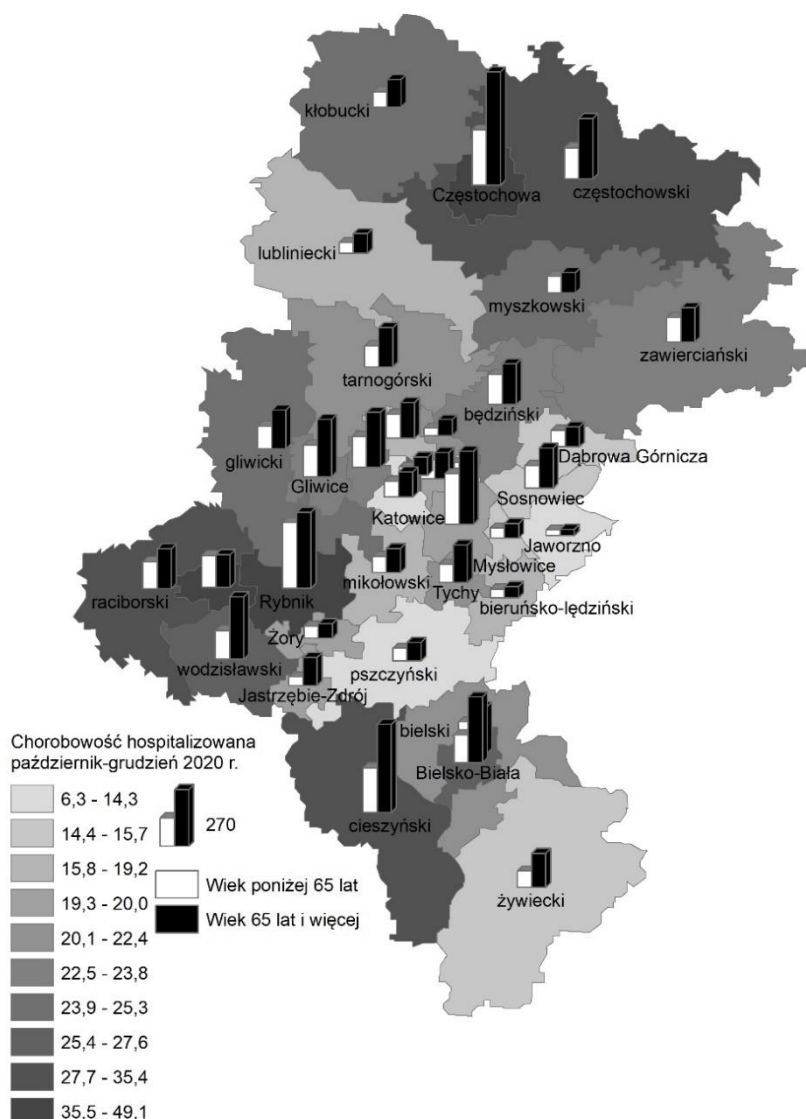 kłobucki
Częstochowa
częstochowski
lubliniecki
myszkowski
zawierciański
tarnogórski
będziński
gliwicki
Gliwice
Dąbrowa Górnicza
Sosnowiec
Katowice
Jaworzno
Mysłowice
mikołowski
Tychy
bieruńsko-lędziński
raciborski
Rybnik
Żory
wodzisławski
pszczyński
Jastrzębie-Zdrój
bielski
Bielsko-Biała
cieszyński
żywiecki
Chorobowość hospitalizowana
październik-grudzień 2020 r.
6,3 - 14,3
270
14,4 - 15,7
15,8 - 19,2
Wiek poniżej 65 lat
19,3 - 20,0
Wiek 65 lat i więcej
20,1 - 22,4
22,5 - 23,8
23,9 - 25,3
25,4 - 27,6
27,7 - 35,4
35,5 - 49,1